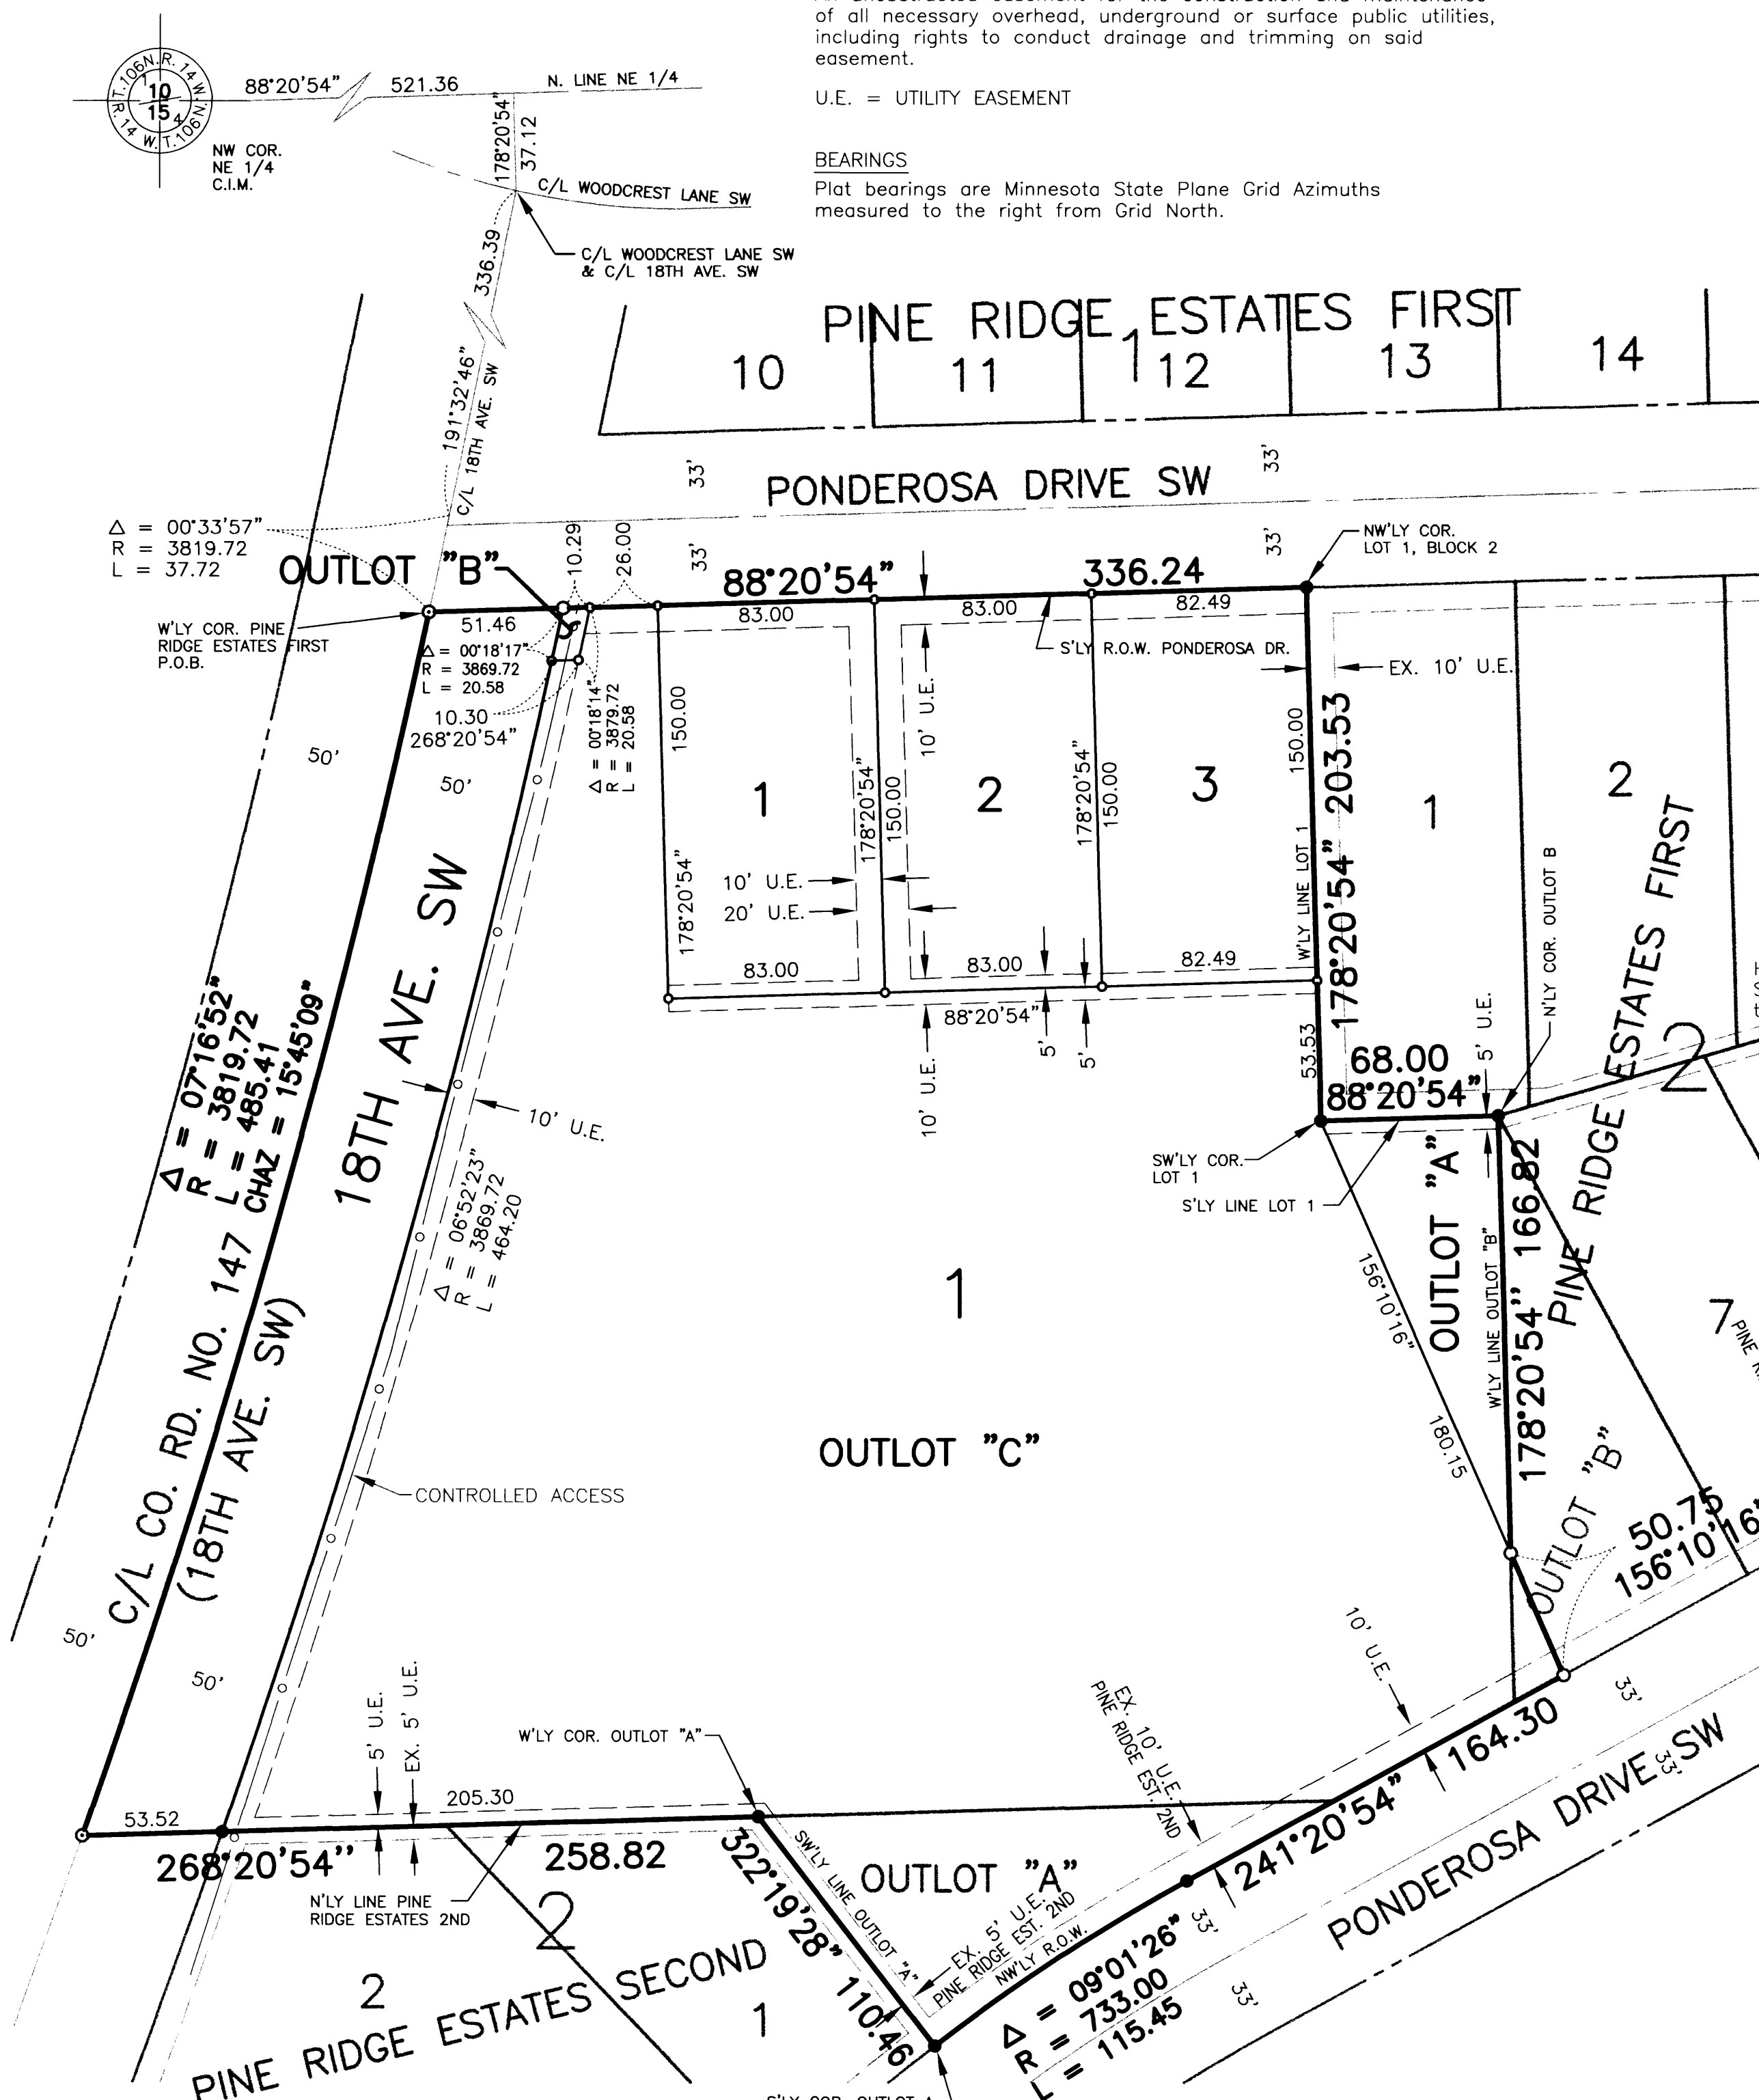 of all necessary overhead, underground or surface public utilities,
including rights to conduct drainage and trimming on said
easement.
U.E. = UTILITY EASEMENT
BEARINGS
Plat bearings are Minnesota State Plane Grid Azimuths
measured to the right from Grid North.
T.106N.R. 14 W.
10
15
R. 14 W.T.106N.
1
4
NW COR.
NE 1/4
C.I.M.
88°20'54"
521.36
N. LINE NE 1/4
178°20'54"
37.12
C/L WOODCREST LANE SW
C/L WOODCREST LANE SW
& C/L 18TH AVE. SW
336.39
191°32'46"
C/L 18TH AVE. SW
PINE RIDGE ESTATES FIRST
1
10
11
12
13
14
33'
PONDEROSA DRIVE SW
33'
Δ = 00°33'57"
R = 3819.72
L = 37.72
OUTLOT "B"
10.29
26.00
33'
88°20'54"
336.24
33'
NW'LY COR.
LOT 1, BLOCK 2
W'LY COR. PINE
RIDGE ESTATES FIRST
P.O.B.
51.46
83.00
83.00
82.49
S'LY R.O.W. PONDEROSA DR.
EX. 10' U.E.
Δ = 00°18'17"
R = 3869.72
L = 20.58
10.30
268°20'54"
Δ = 00°18'14"
R = 3879.72
L = 20.58
50'
50'
150.00
178°20'54"
1
178°20'54"
150.00
10' U.E.
2
178°20'54"
150.00
3
150.00
W'LY LINE LOT 1
178°20'54" 203.53
1
2
10' U.E.
20' U.E.
83.00
83.00
82.49
88°20'54"
10' U.E.
5'
5'
53.53
68.00
88°20'54"
5' U.E.
N'LY COR. OUTLOT B
PINE RIDGE ESTATES FIRST
2
Δ = 07°16'52"
R = 3819.72
L = 485.41
CHAZ = 15°45'09"
18TH AVE. SW
10' U.E.
Δ = 06°52'23"
R = 3869.72
L = 464.20
C/L CO. RD. NO. 147
(18TH AVE. SW)
SW'LY COR.
LOT 1
S'LY LINE LOT 1
OUTLOT "A"
W'LY LINE OUTLOT "B"
178°20'54" 166.82
156°10'16"
180.15
7
1
OUTLOT "C"
CONTROLLED ACCESS
OUTLOT "B"
50.75
156°10'16"
50'
50'
5' U.E.
EX. 5' U.E.
W'LY COR. OUTLOT "A"
EX. 10' U.E.
PINE RIDGE EST. 2ND
10' U.E.
33'
164.30
241°20'54"
33'
PONDEROSA DRIVE SW
53.52
205.30
268°20'54"
258.82
N'LY LINE PINE
RIDGE ESTATES 2ND
322°19'28" 110.46
SW'LY LINE OUTLOT "A"
OUTLOT "A"
EX. 5' U.E.
PINE RIDGE EST. 2ND
NW'LY R.O.W.
33'
33'
Δ = 09°01'26"
R = 733.00
L = 115.45
2
2
1
PINE RIDGE ESTATES SECOND